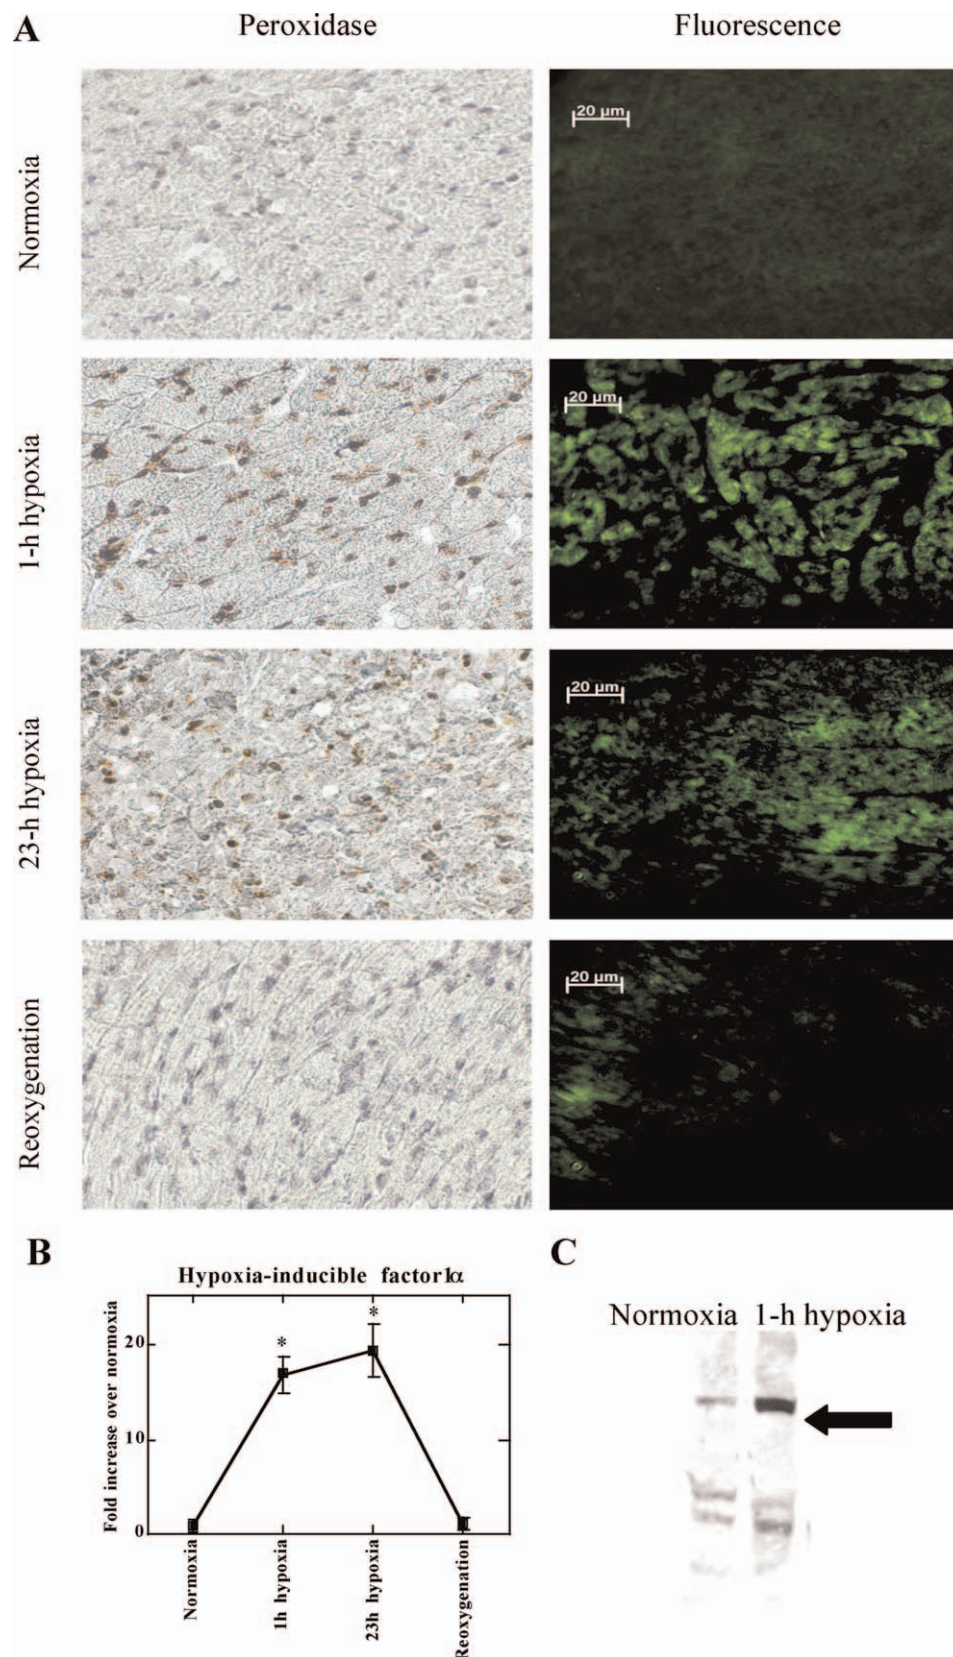 A
Peroxidase
Fluorescence
Normoxia
20 µm
1-h hypoxia
20 µm
23-h hypoxia
20 µm
Reoxygenation
20 µm
B
Hypoxia-inducible factor1α
Fold increase over normoxia
20
10
0
*
*
Normoxia
1h hypoxia
23h hypoxia
Reoxygenation
C
Normoxia 1-h hypoxia